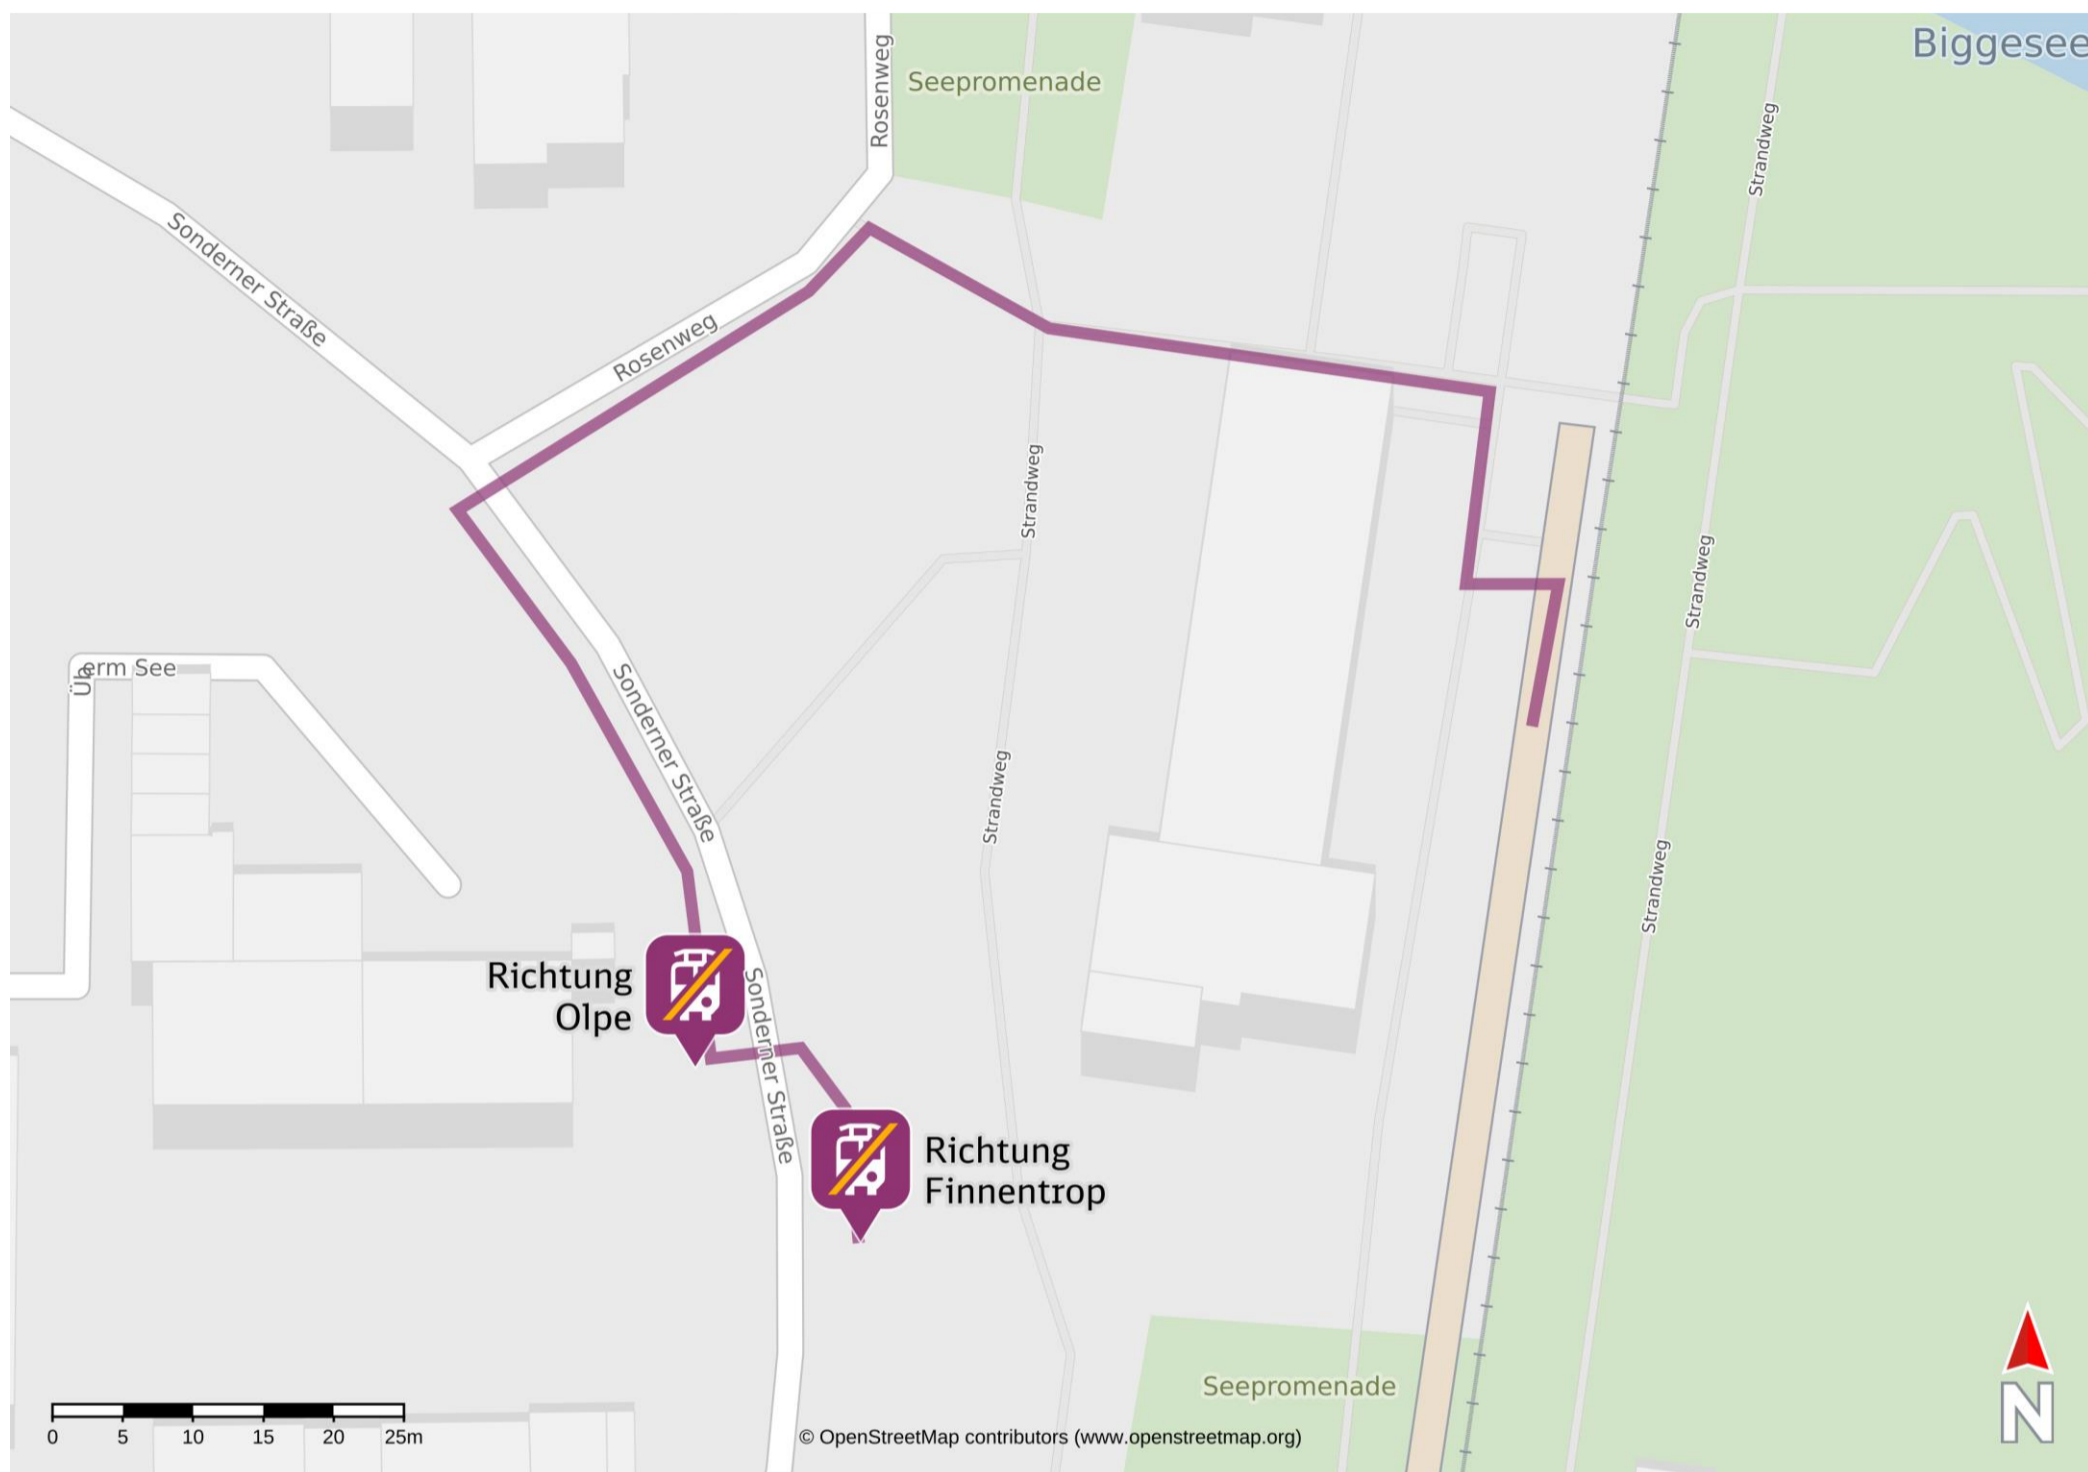 Biggesee
Seepromenade
Rosenweg
Strandweg
Sonderner Straße
Rosenweg
Strandweg
Strandweg
Überm See
Sonderner Straße
Strandweg
Strandweg
Richtung
Olpe
Sonderner Straße
Richtung
Finnentrop
Seepromenade
0 5 10 15 20 25m
© OpenStreetMap contributors (www.openstreetmap.org)
N